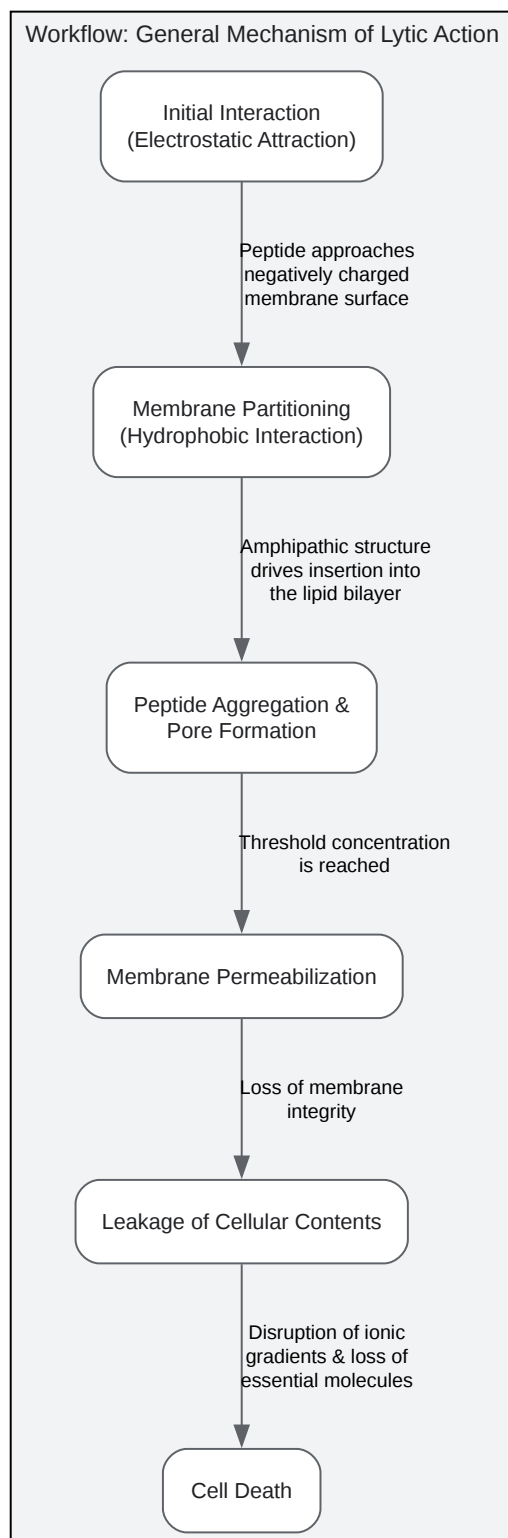 Workflow: General Mechanism of Lytic Action
Initial Interaction
(Electrostatic Attraction)
Peptide approaches
negatively charged
membrane surface
Membrane Partitioning
(Hydrophobic Interaction)
Amphipathic structure
drives insertion into
the lipid bilayer
Peptide Aggregation &
Pore Formation
Threshold concentration
is reached
Membrane Permeabilization
Loss of membrane
integrity
Leakage of Cellular Contents
Disruption of ionic
gradients & loss of
essential molecules
Cell Death